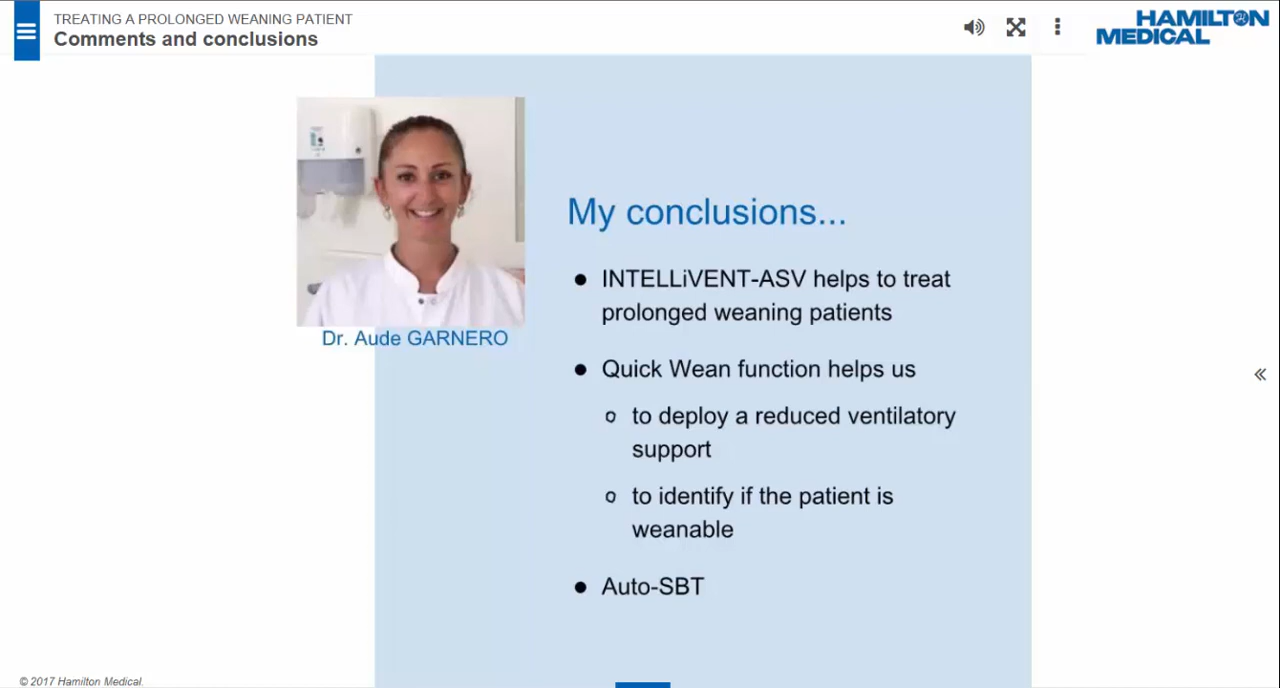 TREATING A PROLONGED WEANING PATIENT
Comments and conclusions
HAMILTON
MEDICAL
Dr. Aude GARNERO
My conclusions...
● INTELLiVENT-ASV helps to treat
prolonged weaning patients
● Quick Wean function helps us
o to deploy a reduced ventilatory
support
o to identify if the patient is
weanable
● Auto-SBT
© 2017 Hamilton Medical.